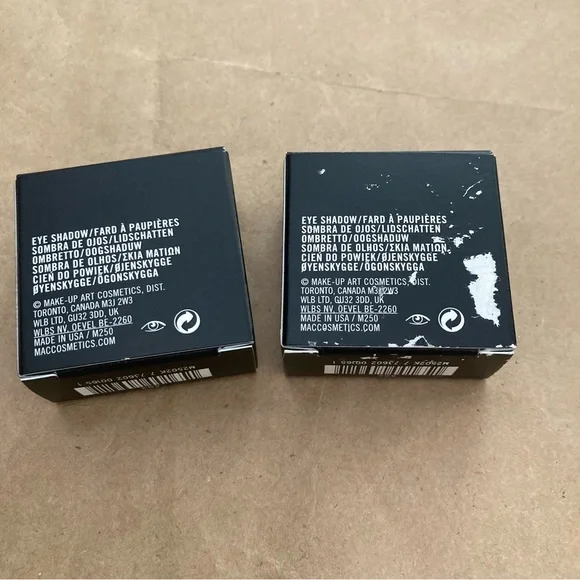 EYE SHADOW/FARD À PAUPIÈRES
SOMBRA DE OJOS/LIDSCHATTEN
OMBRETTO/OOGSHADUW
SOMBRA DE OLHOS/ΣΚΙΑ ΜΑΤΙΩΝ
CIEŃ DO POWIEK/ØJENSKYGGE
ØYENSKYGGE/ÖGONSKYGGA
© MAKE-UP ART COSMETICS, DIST.
TORONTO, CANADA M3J 2W3
WLB LTD, GU32 3DD, UK
WLBS NV, OEVEL BE-2260
MADE IN USA / M250
MACCOSMETICS.COM
EYE SHADOW/FARD À PAUPIÈRES
SOMBRA DE OJOS/LIDSCHATTEN
OMBRETTO/OOGSHADUW
SOMBRA DE OLHOS/ΣΚΙΑ ΜΑΤΙΩΝ
CIEŃ DO POWIEK/ØJENSKYGGE
ØYENSKYGGE/ÖGONSKYGGA
© MAKE-UP ART COSMETICS, DIST.
TORONTO, CANADA M3J 2W3
WLB LTD, GU32 3DD, UK
WLBS NV, OEVEL BE-2260
MADE IN USA / M250
MACCOSMETICS.COM